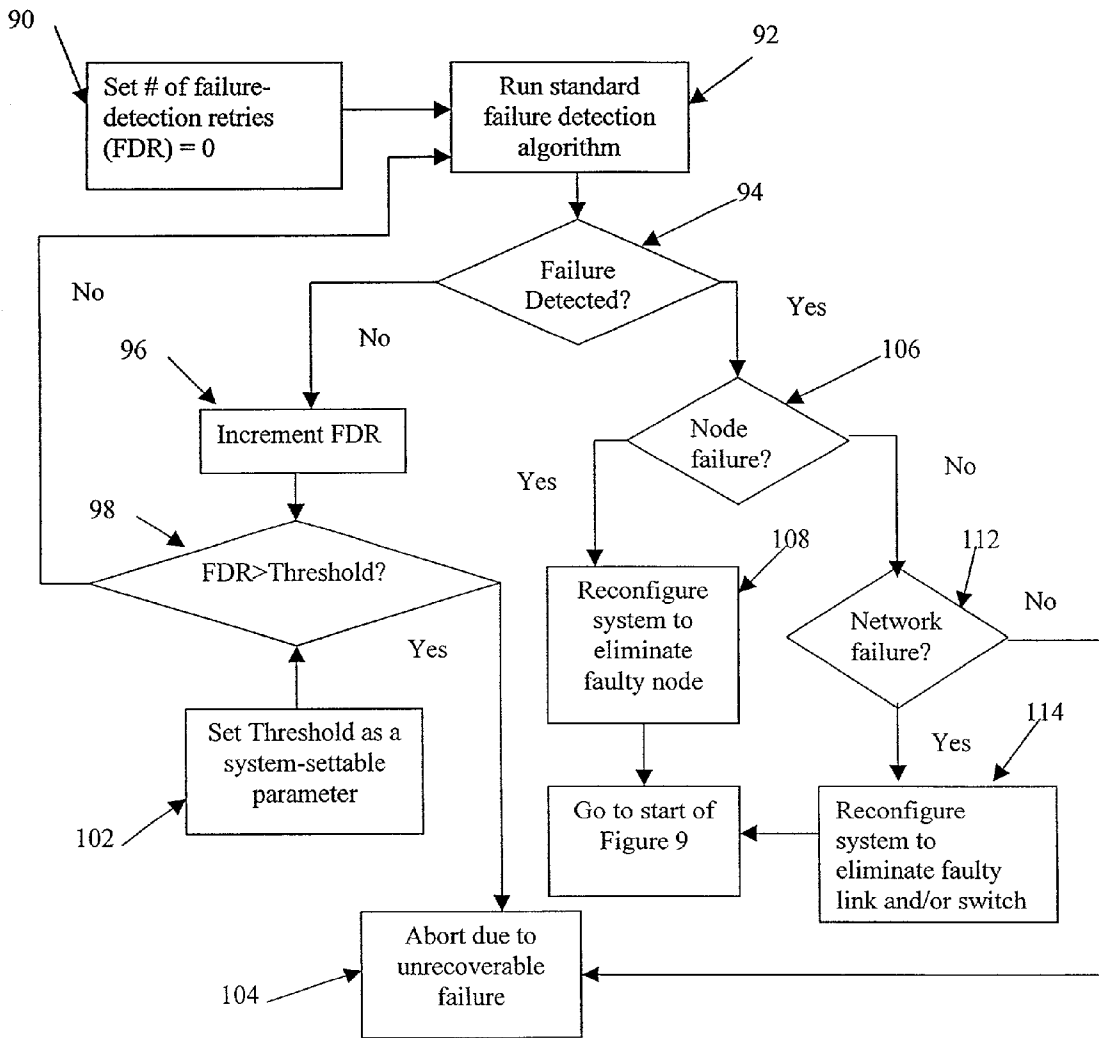 90
92
Set # of failure-
detection retries
(FDR) = 0
Run standard
failure detection
algorithm
94
Failure
Detected?
No
Yes
No
96
106
Increment FDR
Node
failure?
Yes
No
98
108
112
FDR>Threshold?
Reconfigure
system to
eliminate
faulty node
No
Network
failure?
Yes
114
Set Threshold as a
system-settable
parameter
Yes
102
Go to start of
Figure 9
Reconfigure
system to
eliminate faulty
link and/or switch
Abort due to
unrecoverable
failure
104